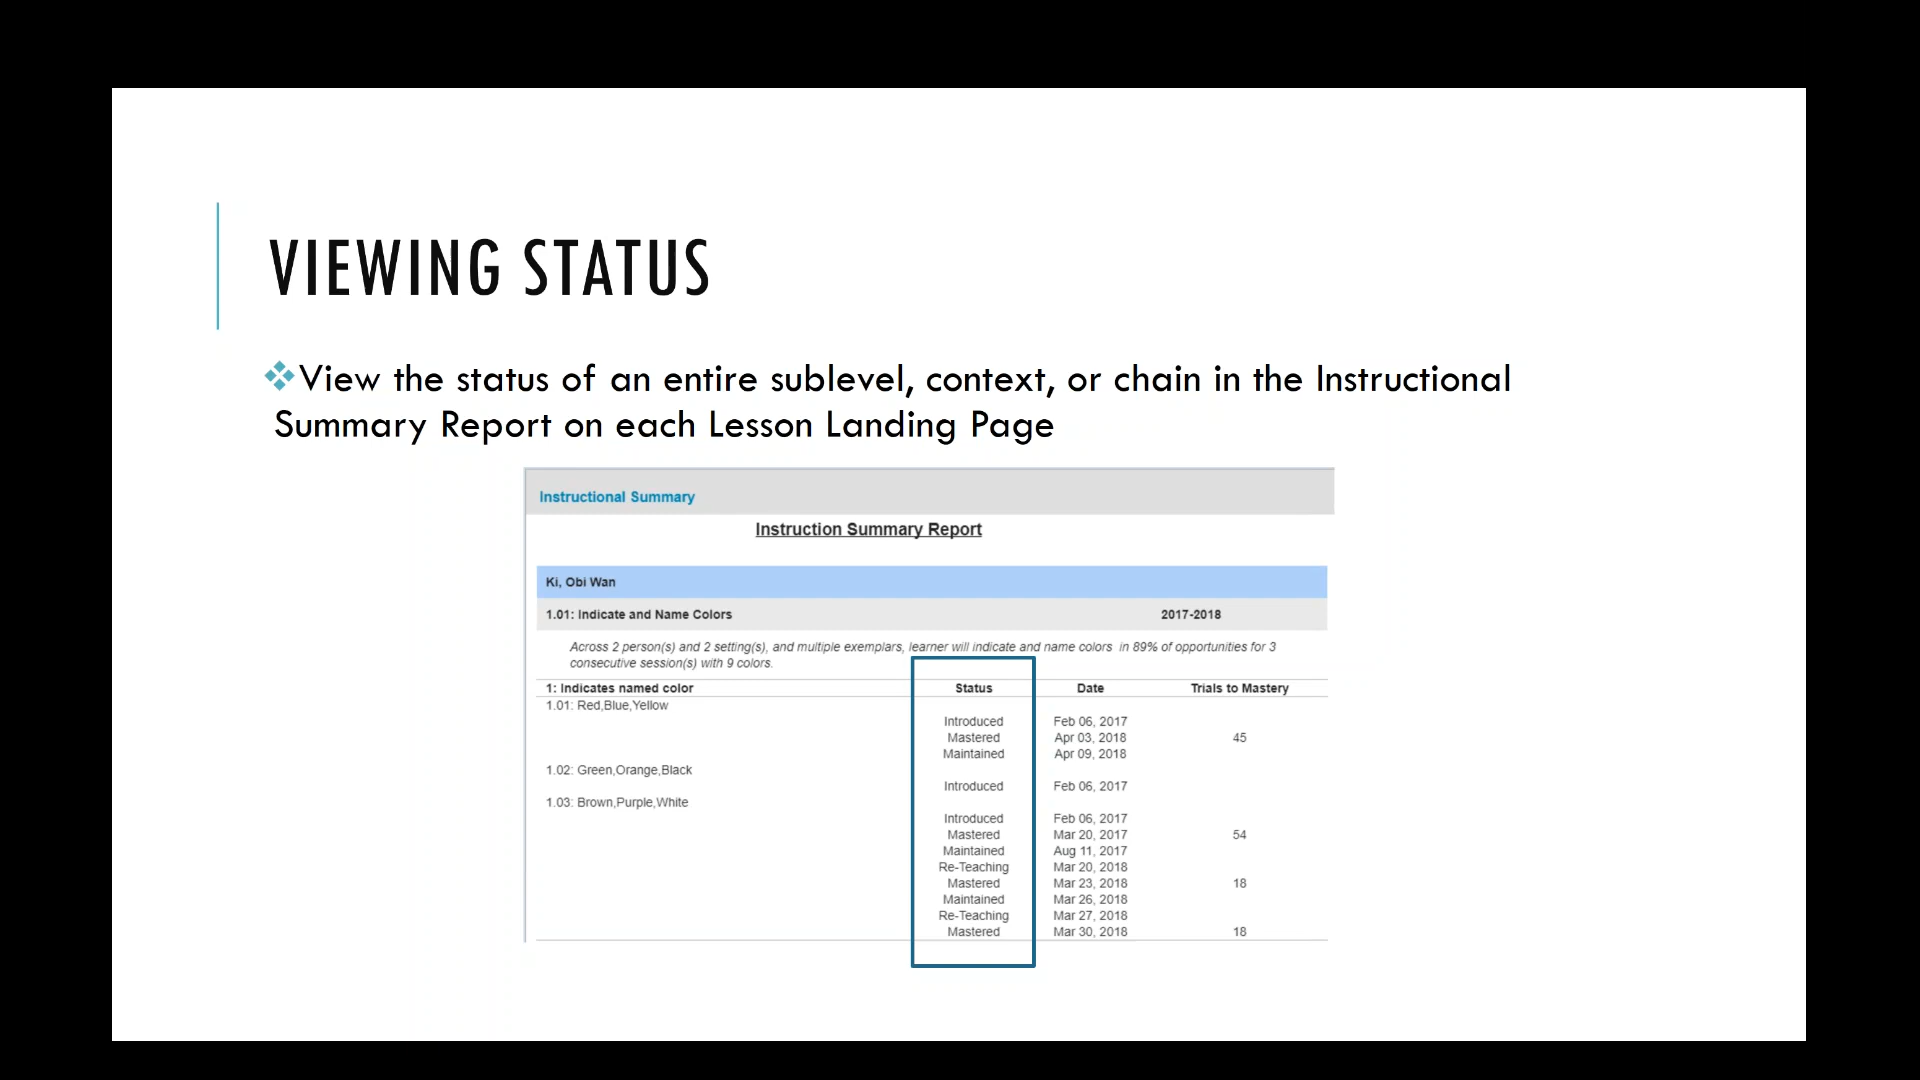 VIEWING STATUS
❖View the status of an entire sublevel, context, or chain in the Instructional
Summary Report on each Lesson Landing Page
Instructional Summary
Instruction Summary Report
Ki, Obi Wan
1.01: Indicate and Name Colors 2017-2018
Across 2 person(s) and 2 setting(s), and multiple exemplars, learner will indicate and name colors in 89% of opportunities for 3
consecutive session(s) with 9 colors.
1: Indicates named color Status Date Trials to Mastery
1.01: Red,Blue,Yellow
Introduced Feb 06, 2017
Mastered Apr 03, 2018 45
Maintained Apr 09, 2018
1.02: Green,Orange,Black
Introduced Feb 06, 2017
1.03: Brown,Purple,White
Introduced Feb 06, 2017
Mastered Mar 20, 2017 54
Maintained Aug 11, 2017
Re-Teaching Mar 20, 2018
Mastered Mar 23, 2018 18
Maintained Mar 26, 2018
Re-Teaching Mar 27, 2018
Mastered Mar 30, 2018 18